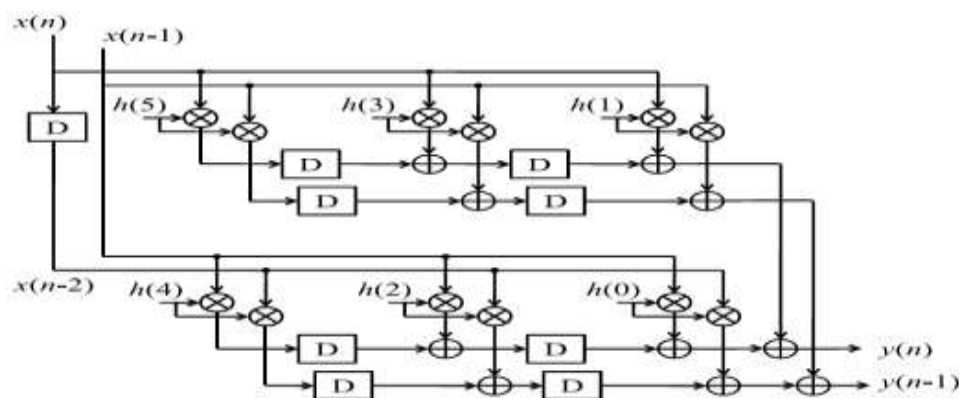 x(n)
x(n-1)
h(5) h(3) h(1)
D
D D
D D
x(n-2)
h(4) h(2) h(0)
D D
y(n)
D D
y(n-1)